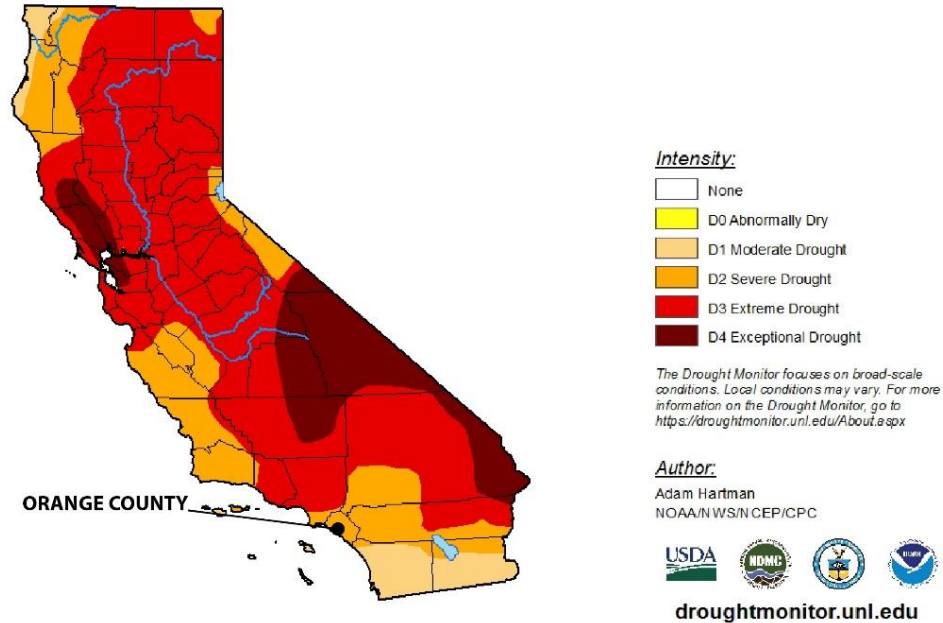 ORANGE COUNTY
Intensity:
None
D0 Abnormally Dry
D1 Moderate Drought
D2 Severe Drought
D3 Extreme Drought
D4 Exceptional Drought
The Drought Monitor focuses on broad-scale
conditions. Local conditions may vary. For more
information on the Drought Monitor, go to
https://droughtmonitor.unl.edu/About.aspx
Author:
Adam Hartman
NOAA/NWS/NCEP/CPC
USDA
NDMC
NOAA
droughtmonitor.unl.edu